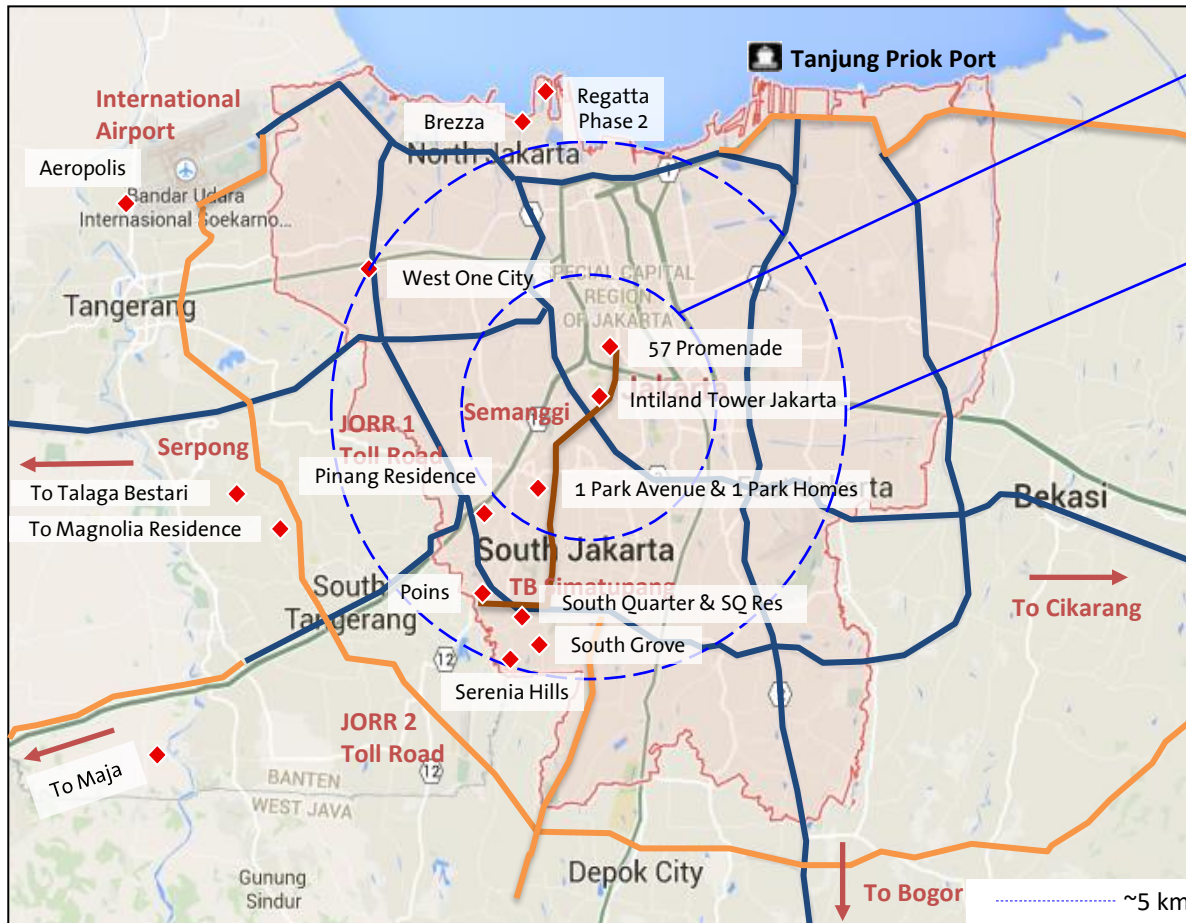 Tanjung Priok Port
International
Airport
Regatta
Phase 2
Brezza
North Jakarta
Aeropolis
Bandar Udara
Internasional Soekarno...
West One City
SPECIAL CAPITAL
REGION
OF JAKARTA
Tangerang
57 Promenade
Jakarta
Intiland Tower Jakarta
Semanggi
JORR 1
Toll Road
Serpong
Pinang Residence
To Talaga Bestari
1 Park Avenue & 1 Park Homes
Bekasi
To Magnolia Residence
South Jakarta
South
Tangerang
TB Simatupang
Poins
South Quarter & SQ Res
To Cikarang
South Grove
12
Serenia Hills
JORR 2
Toll Road
To Maja
12
BANTEN
WEST JAVA
Depok City
Gunung
Sindur
To Bogor
~5 km